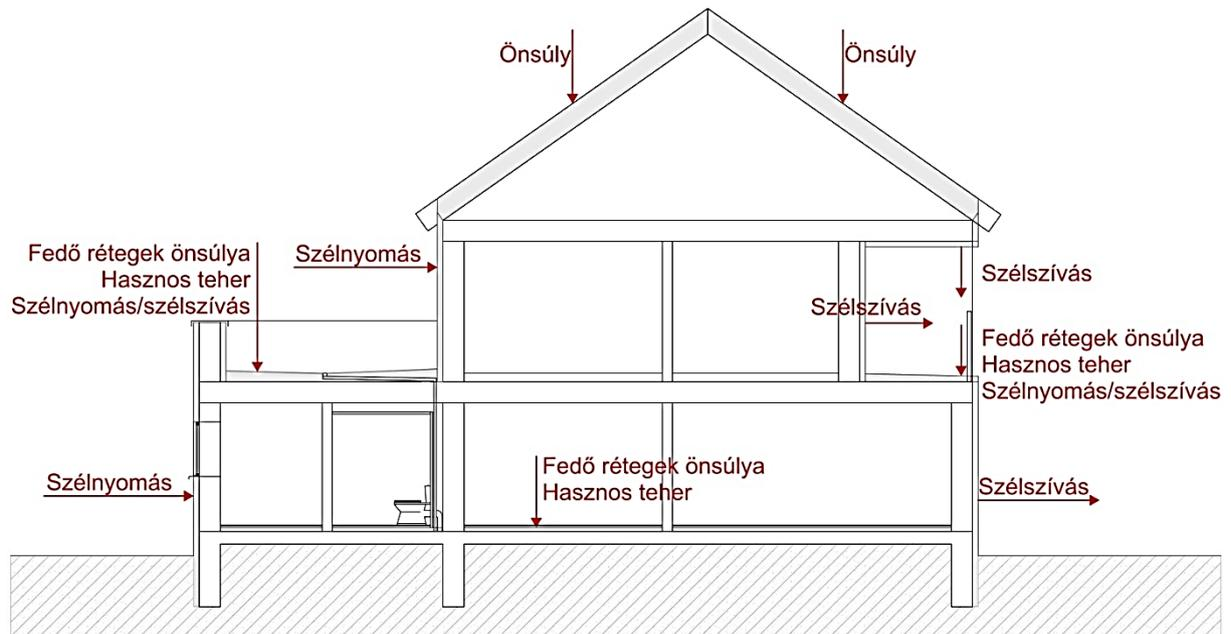 Önsúly
Önsúly
Fedő rétegek önsúlya
Hasznos teher
Szélnyomás/szélszívás
Szélnyomás
Szélszívás
Szélszívás
Fedő rétegek önsúlya
Hasznos teher
Szélnyomás/szélszívás
Szélnyomás
Fedő rétegek önsúlya
Hasznos teher
Szélszívás